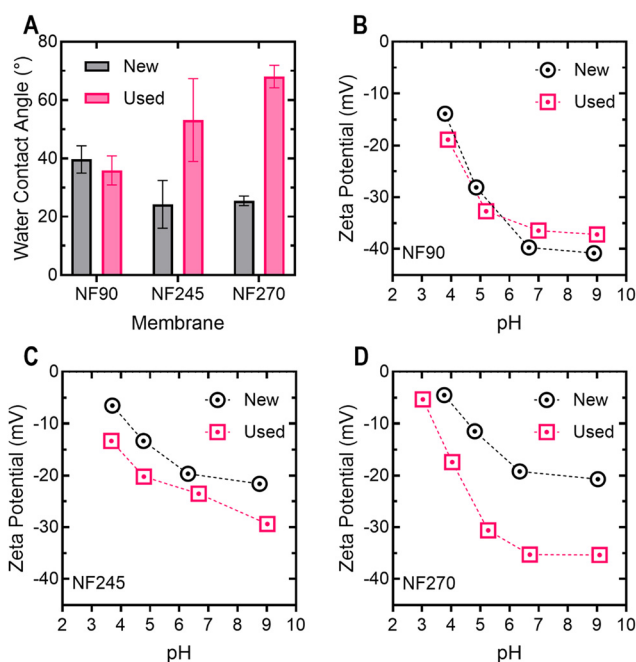 A
80
60
40
20
0
Water Contact Angle (°)
New
Used
NF90 NF245 NF270
Membrane
B
0
-10
-20
-30
-40
Zeta Potential (mV)
New
Used
NF90
2 3 4 5 6 7 8 9 10
pH
C
0
-10
-20
-30
-40
Zeta Potential (mV)
New
Used
NF245
2 3 4 5 6 7 8 9 10
pH
D
0
-10
-20
-30
-40
Zeta Potential (mV)
New
Used
NF270
2 3 4 5 6 7 8 9 10
pH